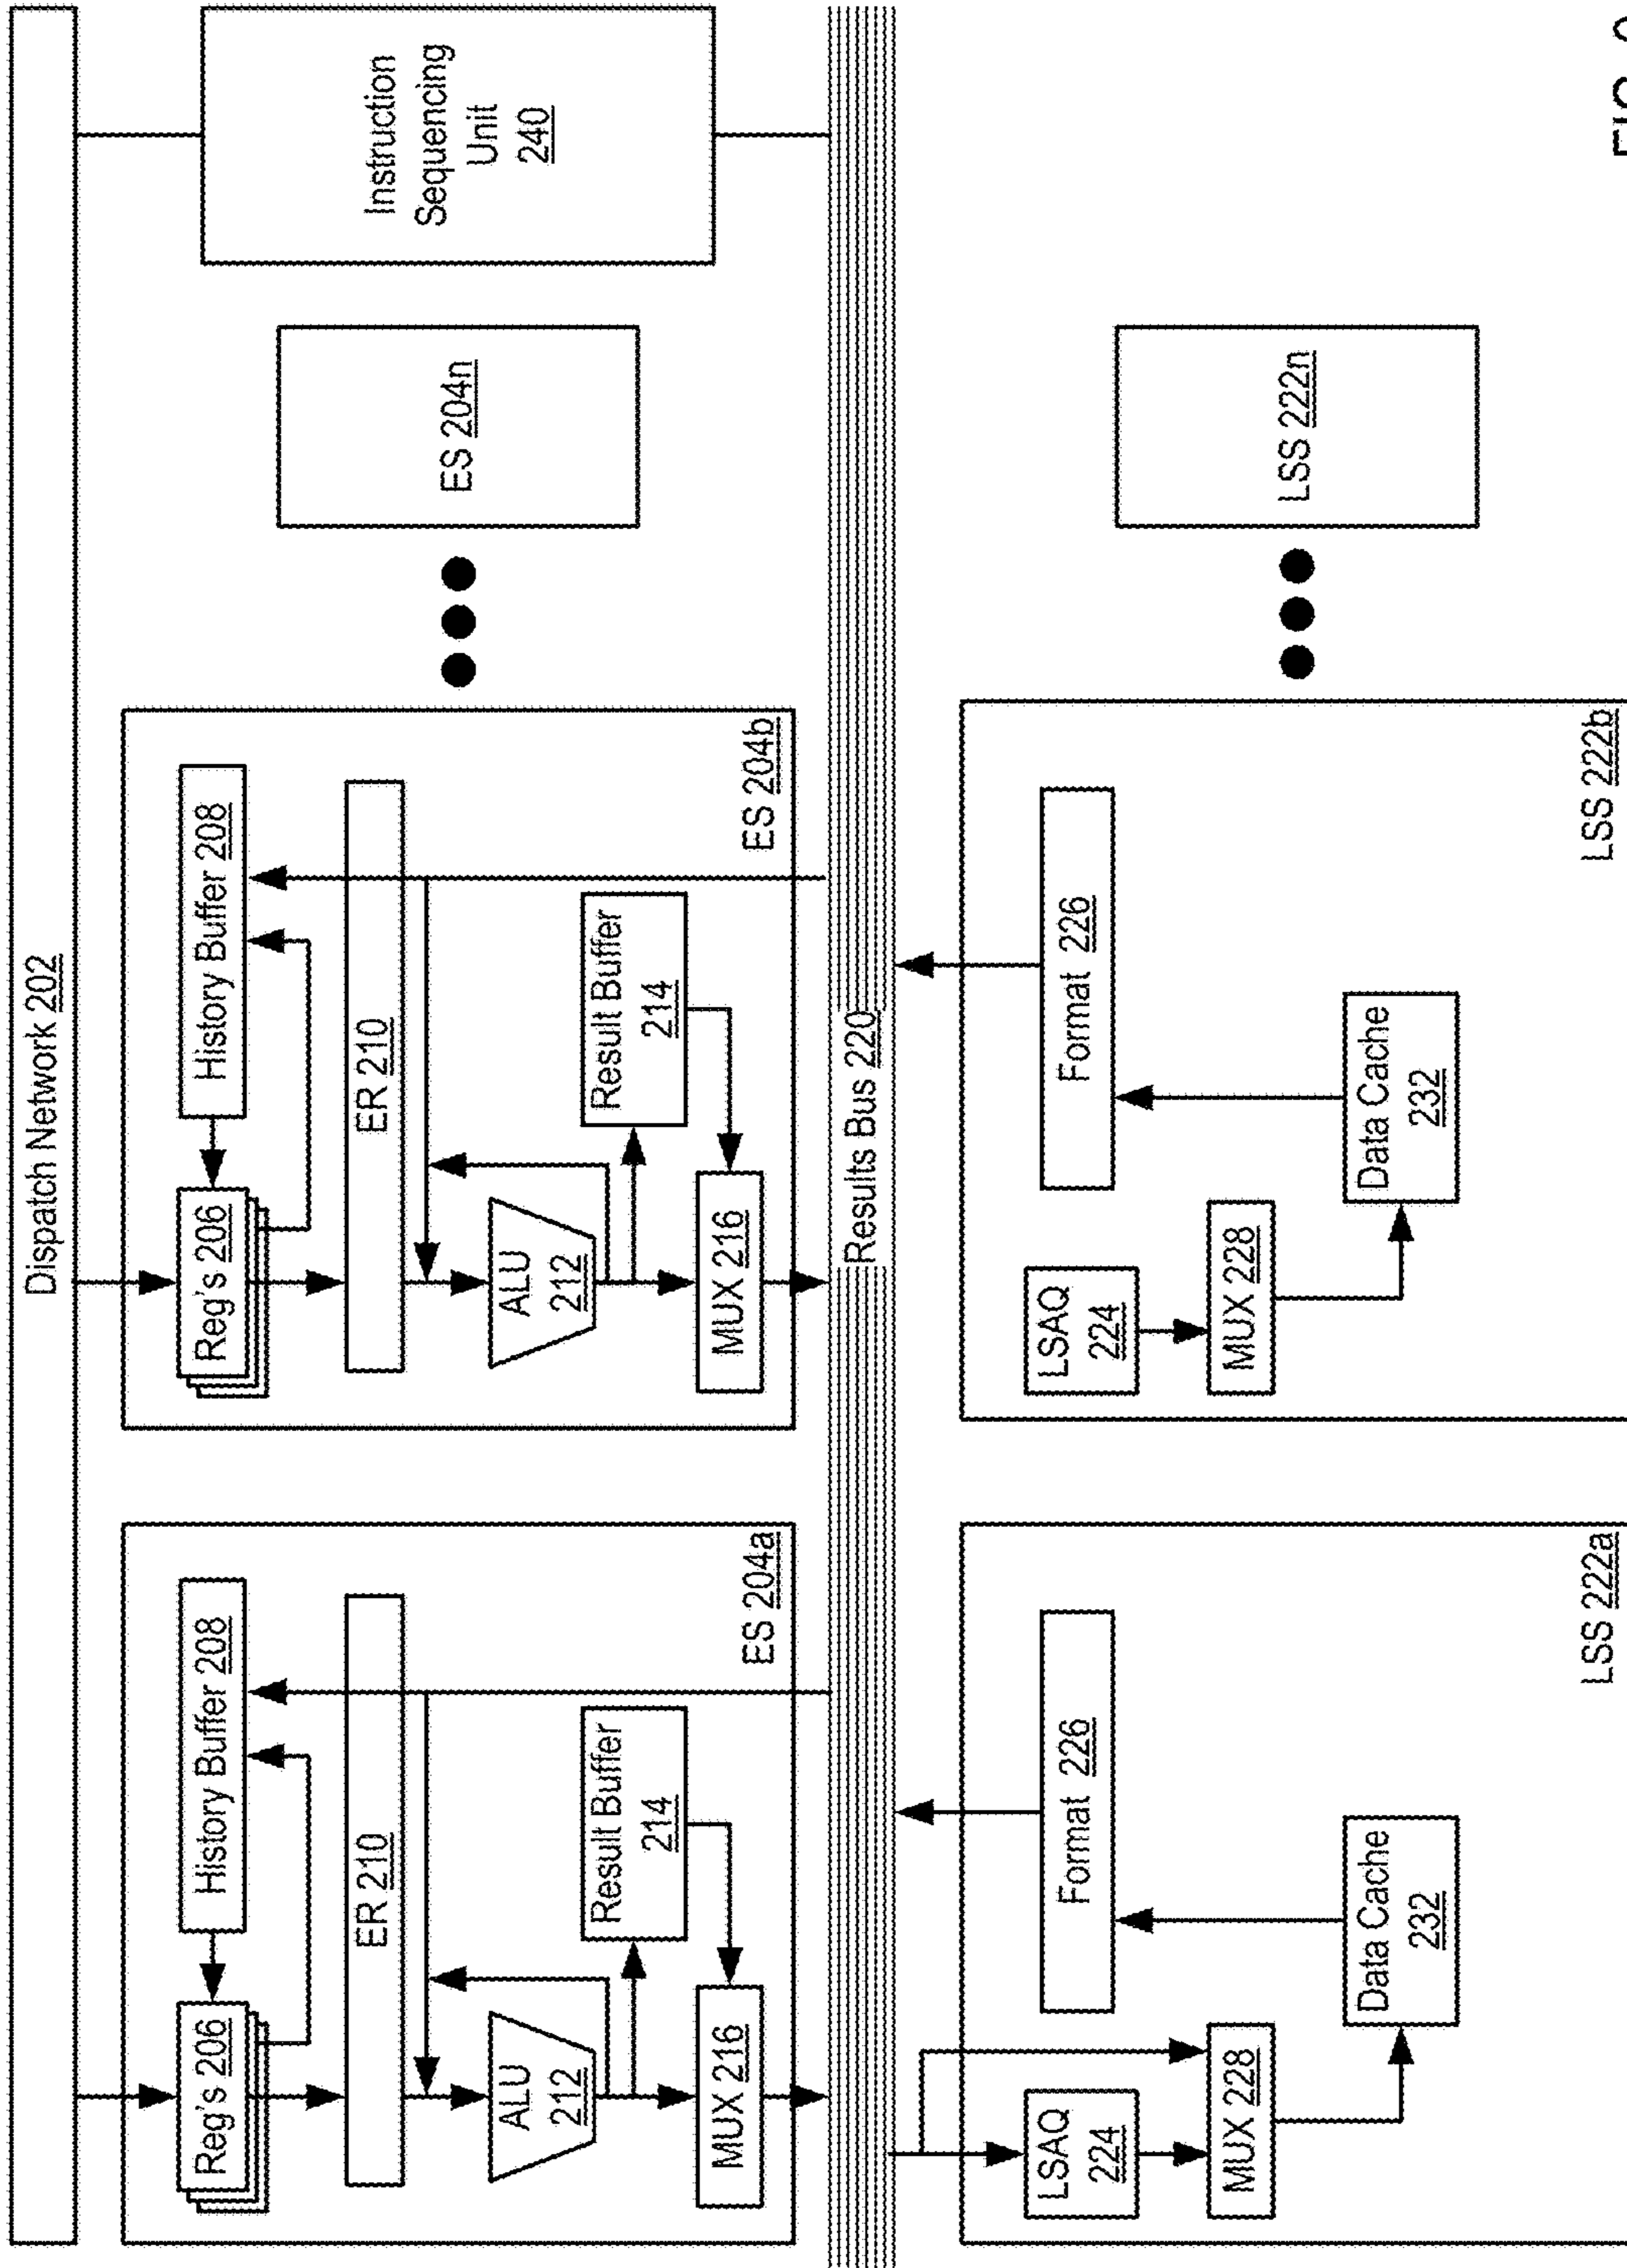 Dispatch Network 202
Reg's 206
History Buffer 208
ER 210
ALU
212
Result Buffer
214
MUX 216
ES 204a
Reg's 206
History Buffer 208
ER 210
ALU
212
Result Buffer
214
MUX 216
ES 204b
ES 204n
Instruction
Sequencing
Unit
240
Results Bus 220
LSAQ
224
MUX 228
Format 226
Data Cache
232
LSS 222a
LSAQ
224
MUX 228
Format 226
Data Cache
232
LSS 222b
LSS 222n
FIG.